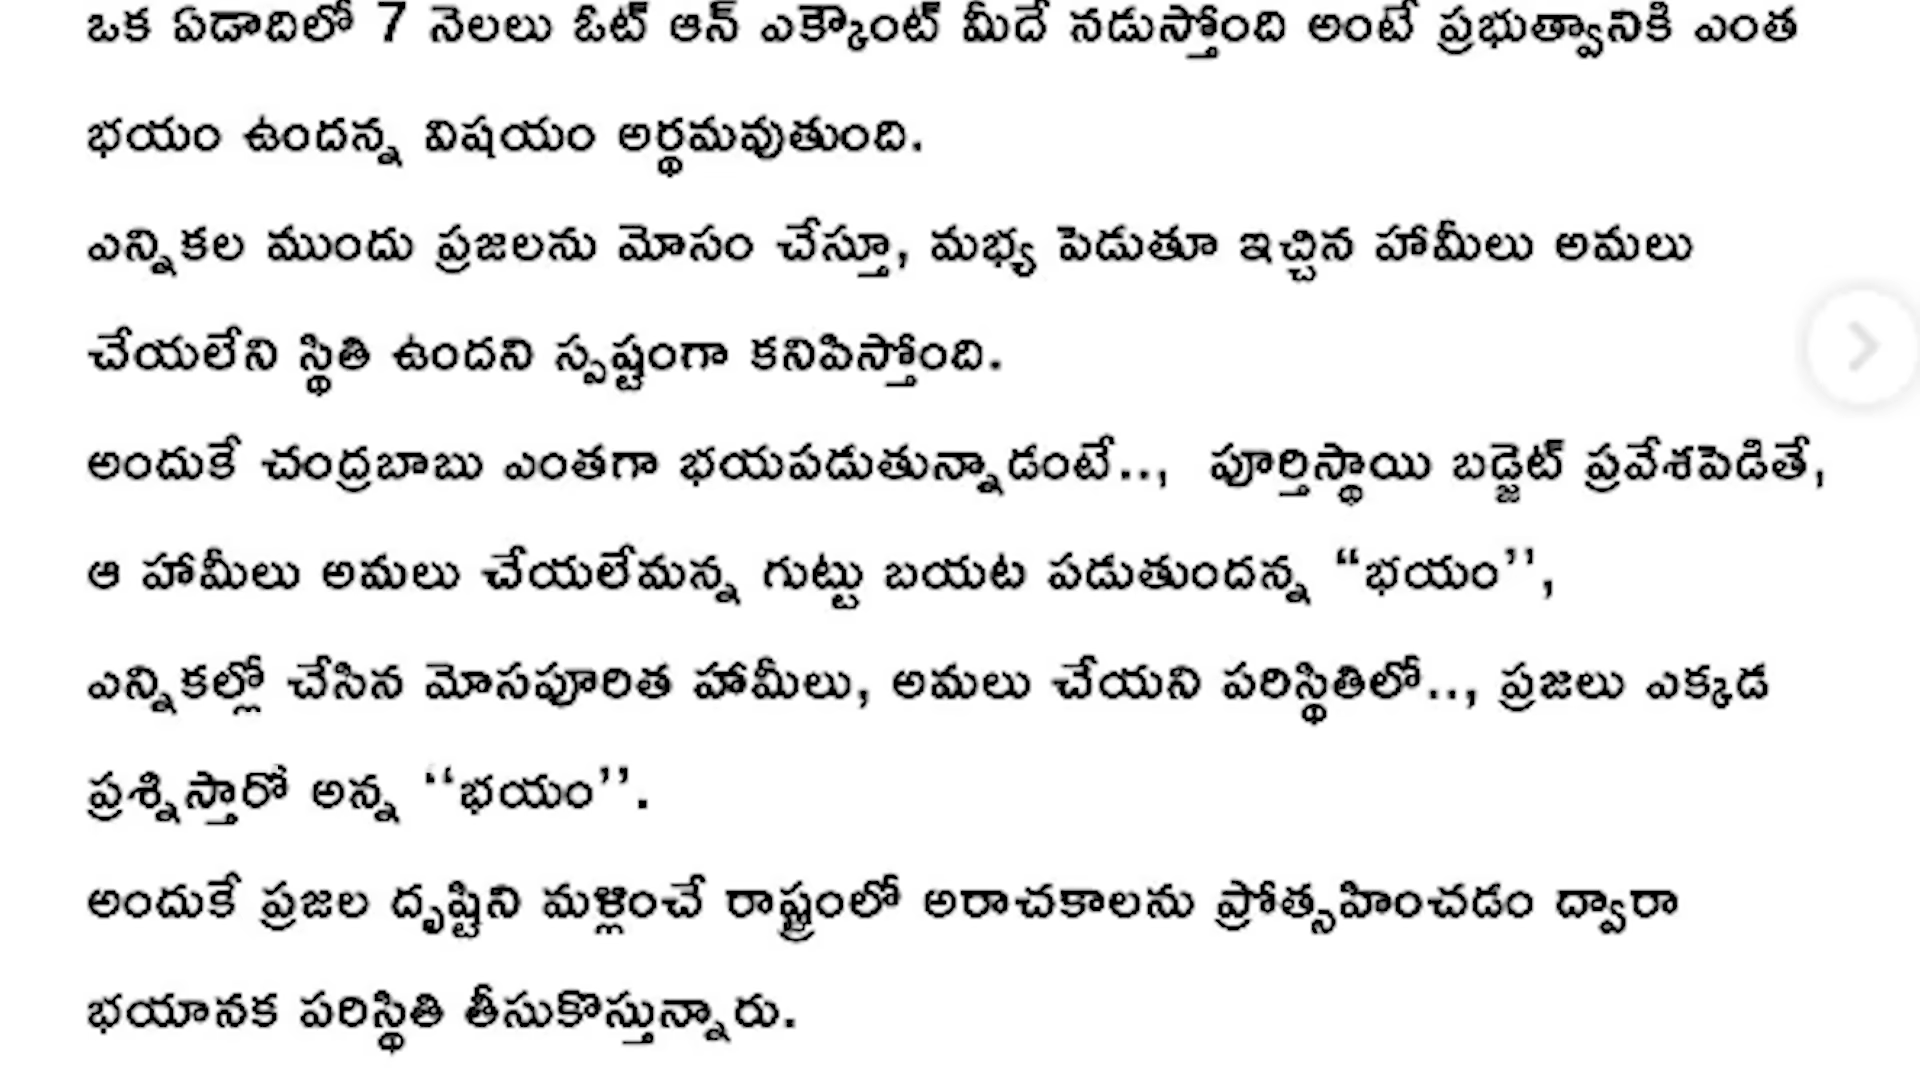 ఒక ఏడాదిలో 7 నెలలు ఓట్ ఆన్ ఎక్కౌంట్ మీదే నడుస్తోంది అంటే ప్రభుత్వానికి ఎంత
భయం ఉందన్న విషయం అర్థమవుతుంది.
ఎన్నికల ముందు ప్రజలను మోసం చేస్తూ, మభ్య పెడుతూ ఇచ్చిన హామీలు అమలు
చేయలేని స్థితి ఉందని స్పష్టంగా కనిపిస్తోంది.
అందుకే చంద్రబాబు ఎంతగా భయపడుతున్నాడంటే.., పూర్తిస్థాయి బడ్జెట్ ప్రవేశపెడితే,
ఆ హామీలు అమలు చేయలేమన్న గుట్టు బయట పడుతుందన్న “భయం’’,
ఎన్నికల్లో చేసిన మోసపూరిత హామీలు, అమలు చేయని పరిస్థితిలో.., ప్రజలు ఎక్కడ
ప్రశ్నిస్తారో అన్న ‘‘భయం’’.
అందుకే ప్రజల దృష్టిని మళ్లించే రాష్ట్రంలో అరాచకాలను ప్రోత్సహించడం ద్వారా
భయానక పరిస్థితి తీసుకొస్తున్నారు.